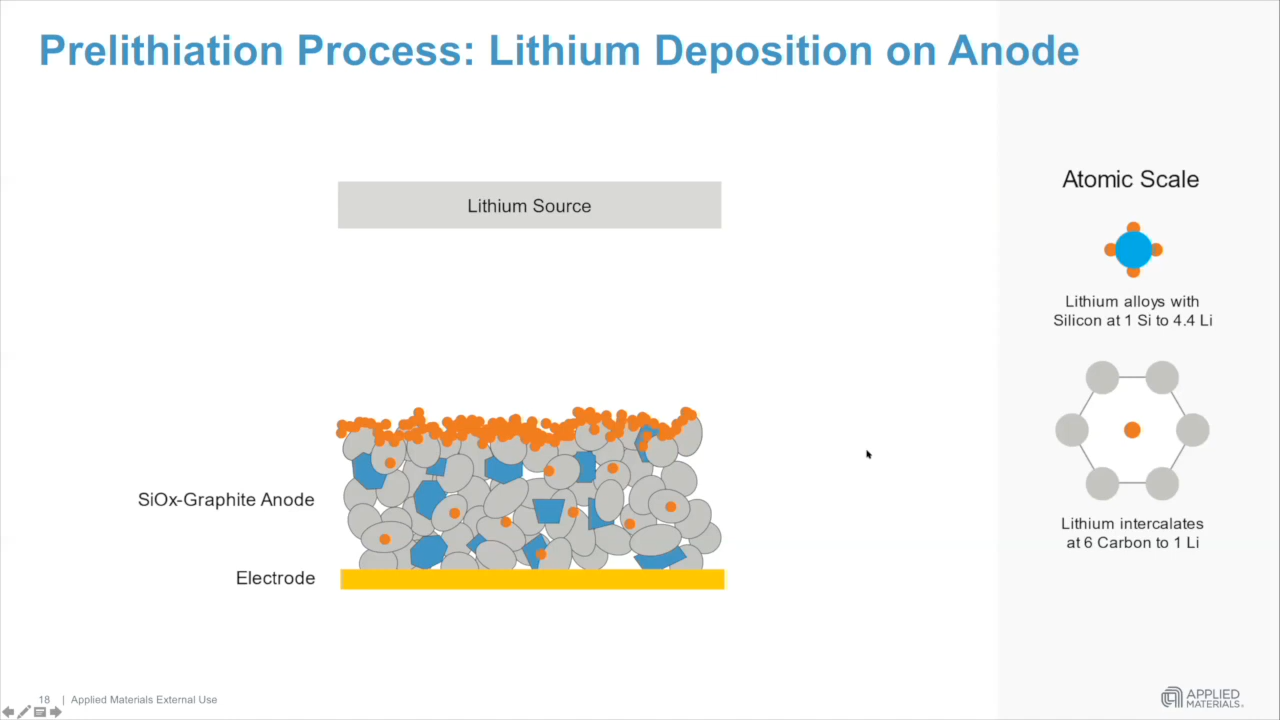 Prelithiation Process: Lithium Deposition on Anode
Lithium Source
SiOx-Graphite Anode
Electrode
Atomic Scale
Lithium alloys with
Silicon at 1 Si to 4.4 Li
Lithium intercalates
at 6 Carbon to 1 Li
18 | Applied Materials External Use
APPLIED
MATERIALS®